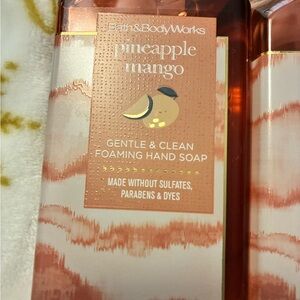 Bath&BodyWorks
pineapple
mango
GENTLE & CLEAN
FOAMING HAND SOAP
MADE WITHOUT SULFATES,
PARABENS & DYES